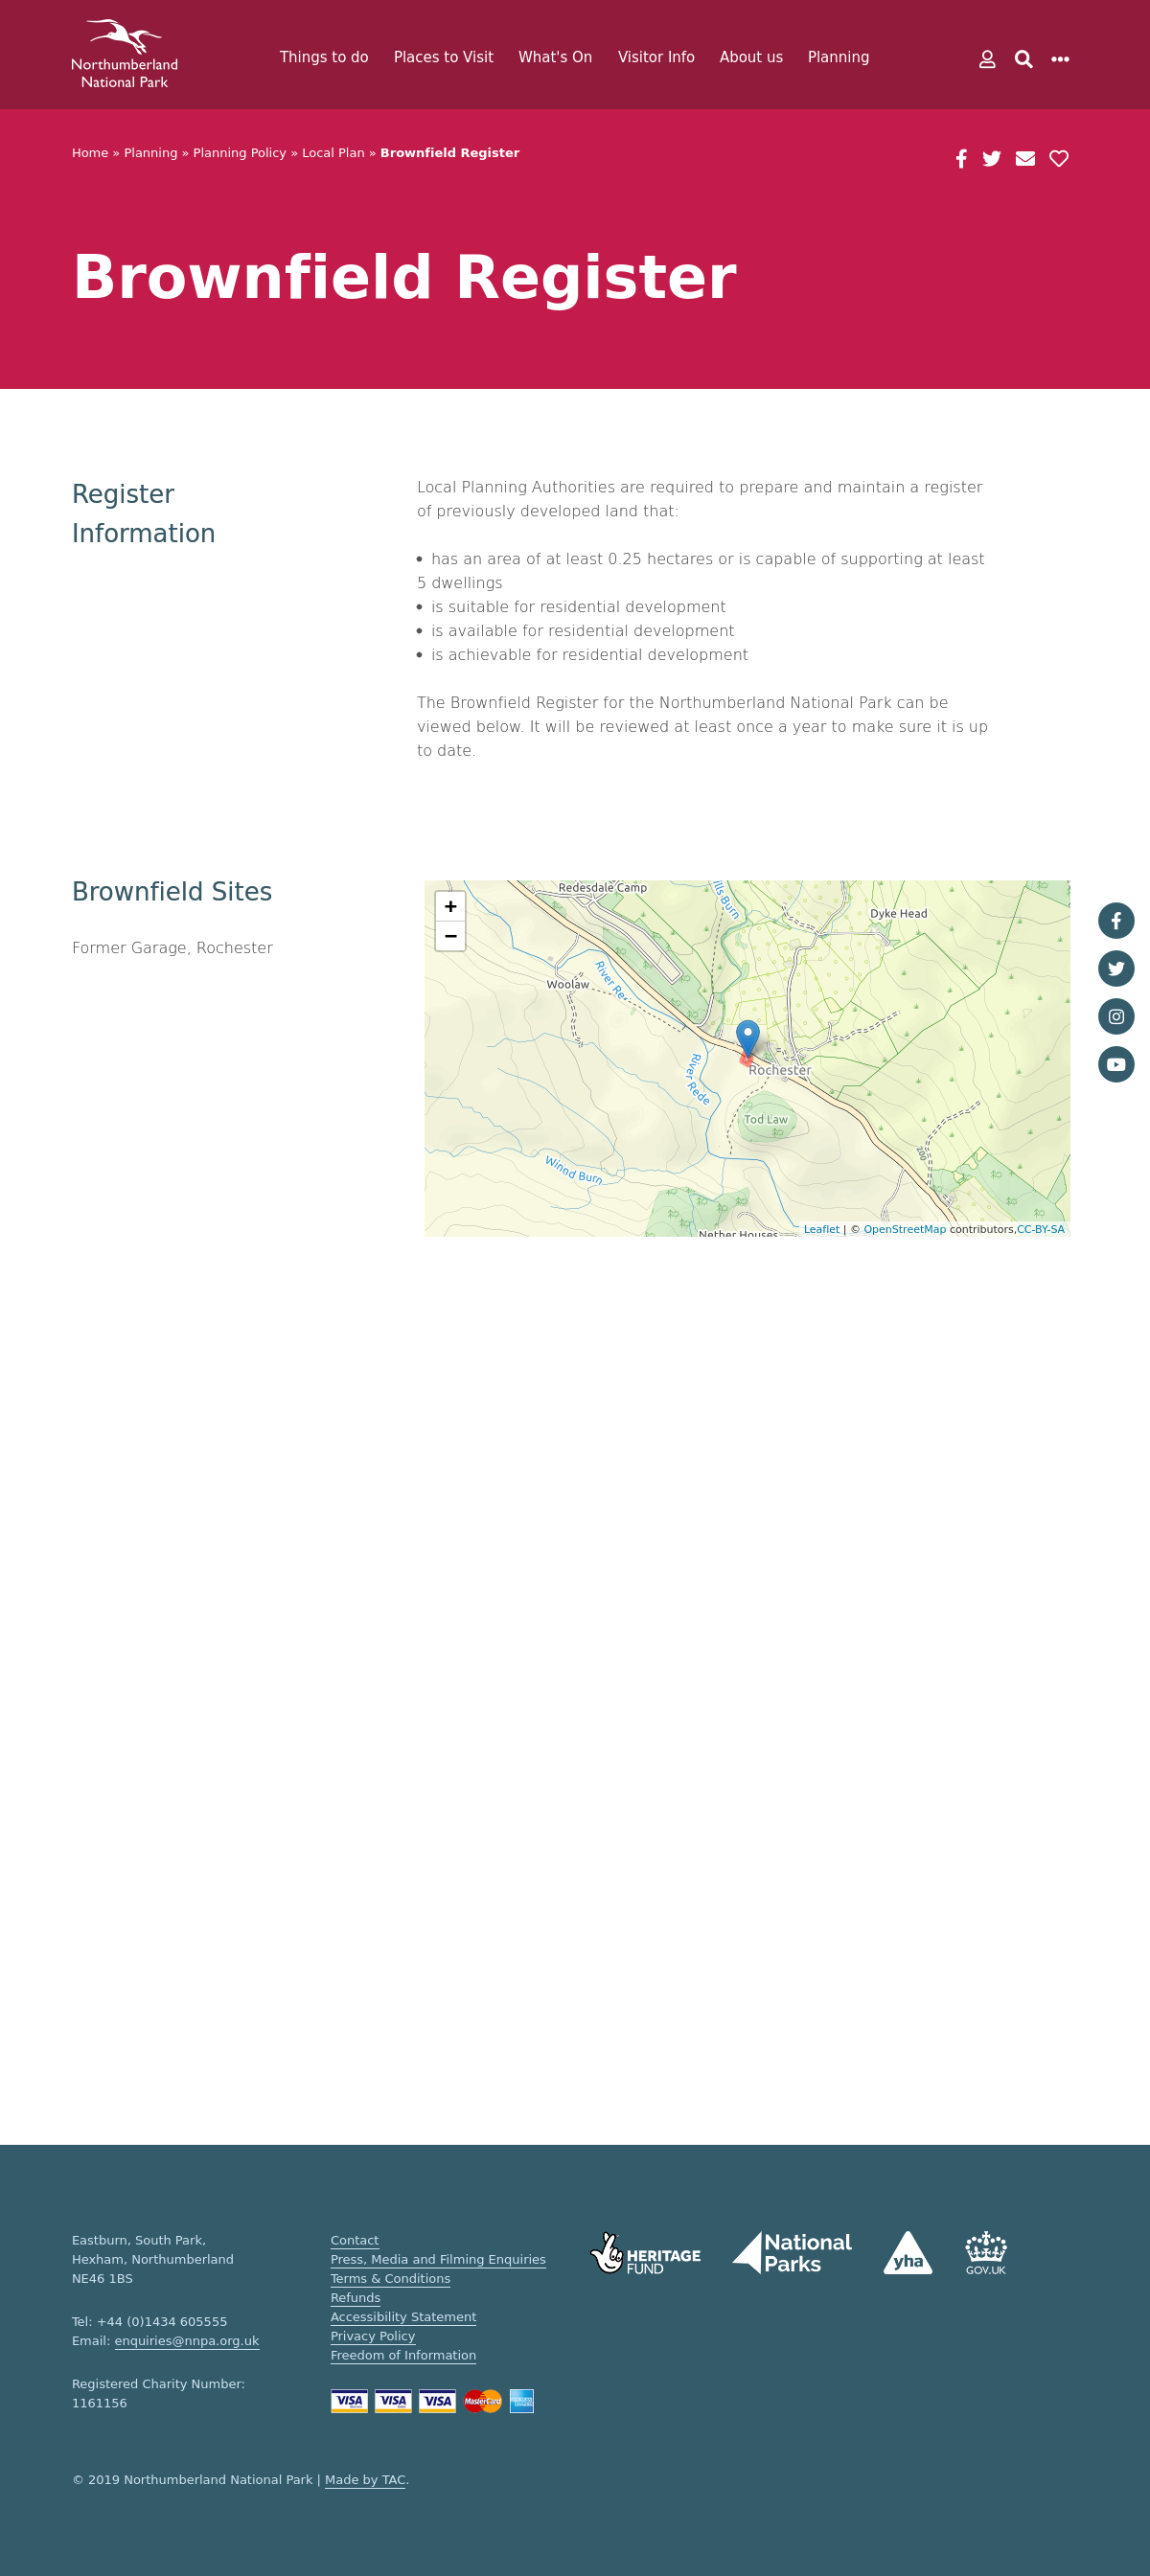 Northumberland
National Park
Things to do
Places to Visit
What's On
Visitor Info
About us
Planning
Home » Planning » Planning Policy » Local Plan » Brownfield Register
Brownfield Register
Register
Information
Local Planning Authorities are required to prepare and maintain a register
of previously developed land that:
• has an area of at least 0.25 hectares or is capable of supporting at least
5 dwellings
• is suitable for residential development
• is available for residential development
• is achievable for residential development
The Brownfield Register for the Northumberland National Park can be
viewed below. It will be reviewed at least once a year to make sure it is up
to date.
Brownfield Sites
Former Garage, Rochester
+
−
Redesdale Camp
Dyke Head
Woolaw
River
River Rede
Rochester
Tod Law
Burn
200
Nether Houses
Leaflet | © OpenStreetMap contributors,CC-BY-SA
Eastburn, South Park,
Hexham, Northumberland
NE46 1BS
Tel: +44 (0)1434 605555
Email: enquiries@nnpa.org.uk
Registered Charity Number:
1161156
Contact
Press, Media and Filming Enquiries
Terms & Conditions
Refunds
Accessibility Statement
Privacy Policy
Freedom of Information
VISA
VISA
VISA
MasterCard
HERITAGE
FUND
National
Parks
yha
GOV.UK
© 2019 Northumberland National Park | Made by TAC.